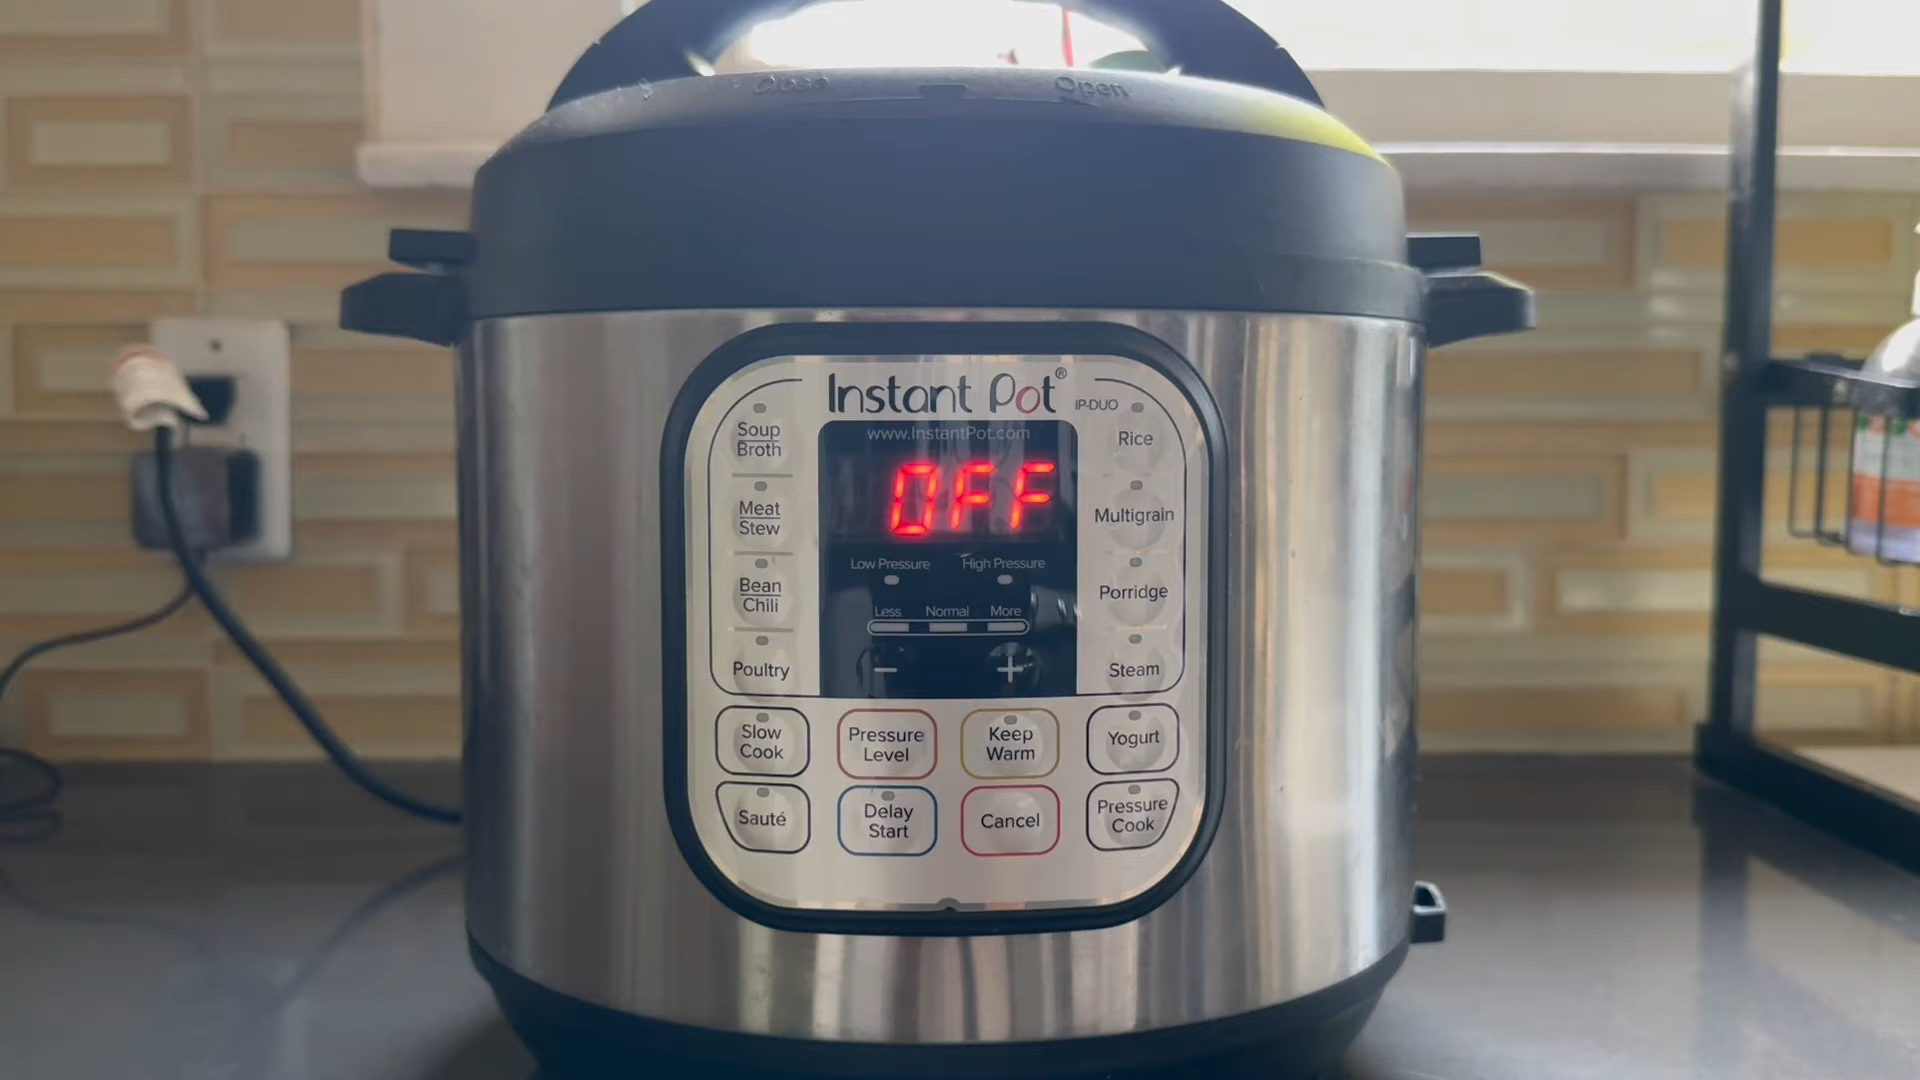 Close Open
Instant Pot®
IP-DUO
www.InstantPot.com
OFF
Soup
Broth
Rice
Meat
Stew
Multigrain
Low Pressure High Pressure
Bean
Chili
Porridge
Less Normal More
Poultry
− +
Steam
Slow
Cook
Pressure
Level
Keep
Warm
Yogurt
Sauté
Delay
Start
Cancel
Pressure
Cook